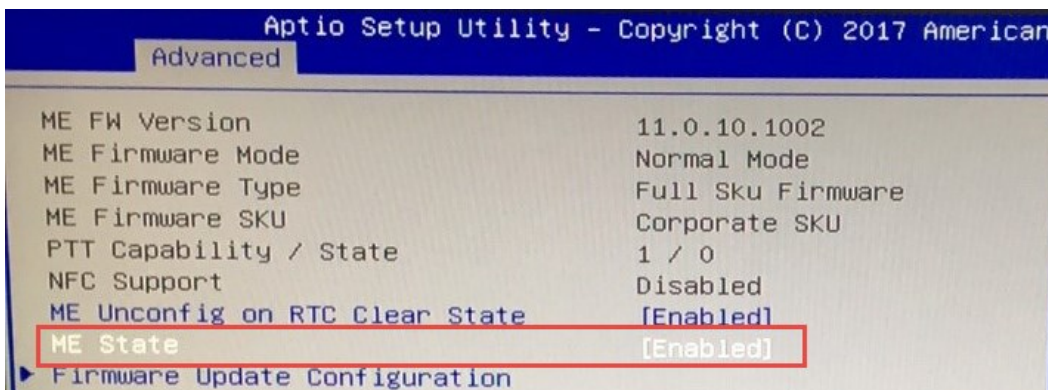 Aptio Setup Utility – Copyright (C) 2017 American
Advanced
ME FW Version 11.0.10.1002
ME Firmware Mode Normal Mode
ME Firmware Type Full Sku Firmware
ME Firmware SKU Corporate SKU
PTT Capability / State 1 / 0
NFC Support Disabled
ME Unconfig on RTC Clear State [Enabled]
ME State [Enabled]
Firmware Update Configuration